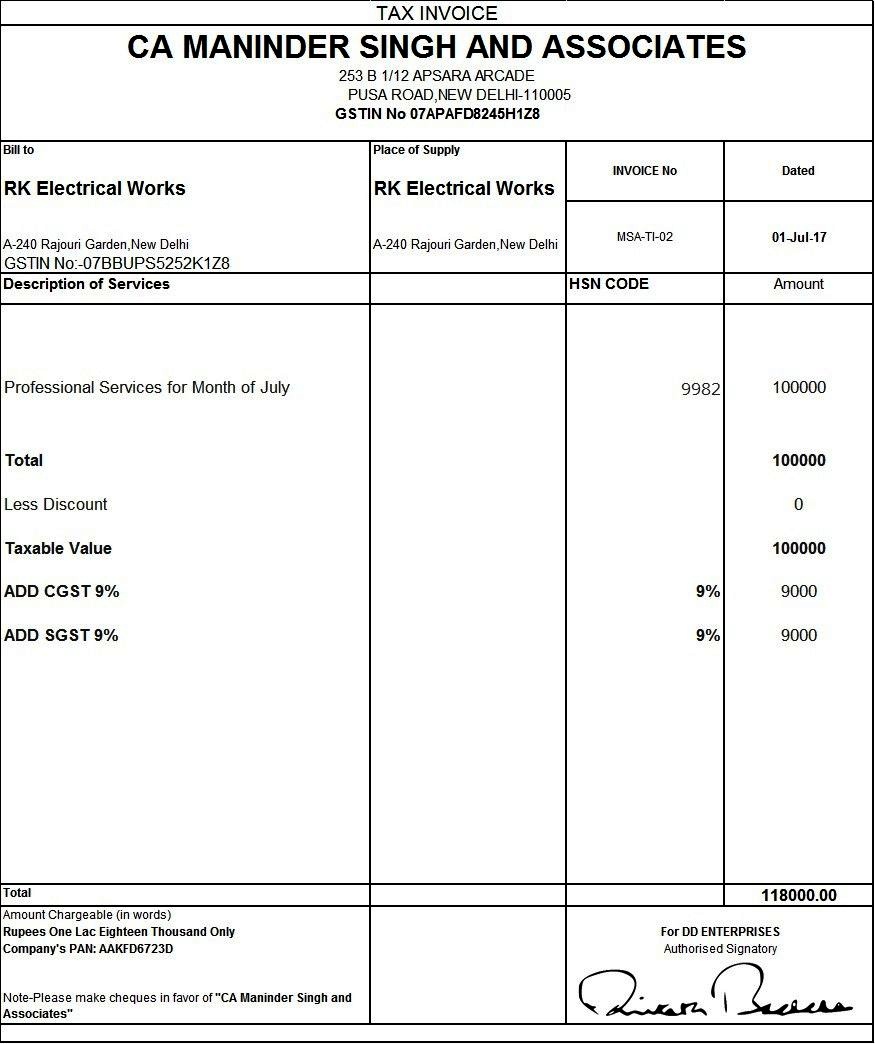 TAX INVOICE
CA MANINDER SINGH AND ASSOCIATES
253 B 1/12 APSARA ARCADE
PUSA ROAD,NEW DELHI-110005
GSTIN No 07APAFD8245H1Z8
Bill to
RK Electrical Works
A-240 Rajouri Garden,New Delhi
GSTIN No:-07BBUPS5252K1Z8
Place of Supply
RK Electrical Works
A-240 Rajouri Garden,New Delhi
INVOICE No
Dated
MSA-TI-02
01-Jul-17
Description of Services
HSN CODE
Amount
Professional Services for Month of July 9982 100000
Total 100000
Less Discount 0
Taxable Value 100000
ADD CGST 9% 9% 9000
ADD SGST 9% 9% 9000
Total 118000.00
Amount Chargeable (in words)
Rupees One Lac Eighteen Thousand Only
Company's PAN: AAKFD6723D
Note-Please make cheques in favor of "CA Maninder Singh and
Associates"
For DD ENTERPRISES
Authorised Signatory